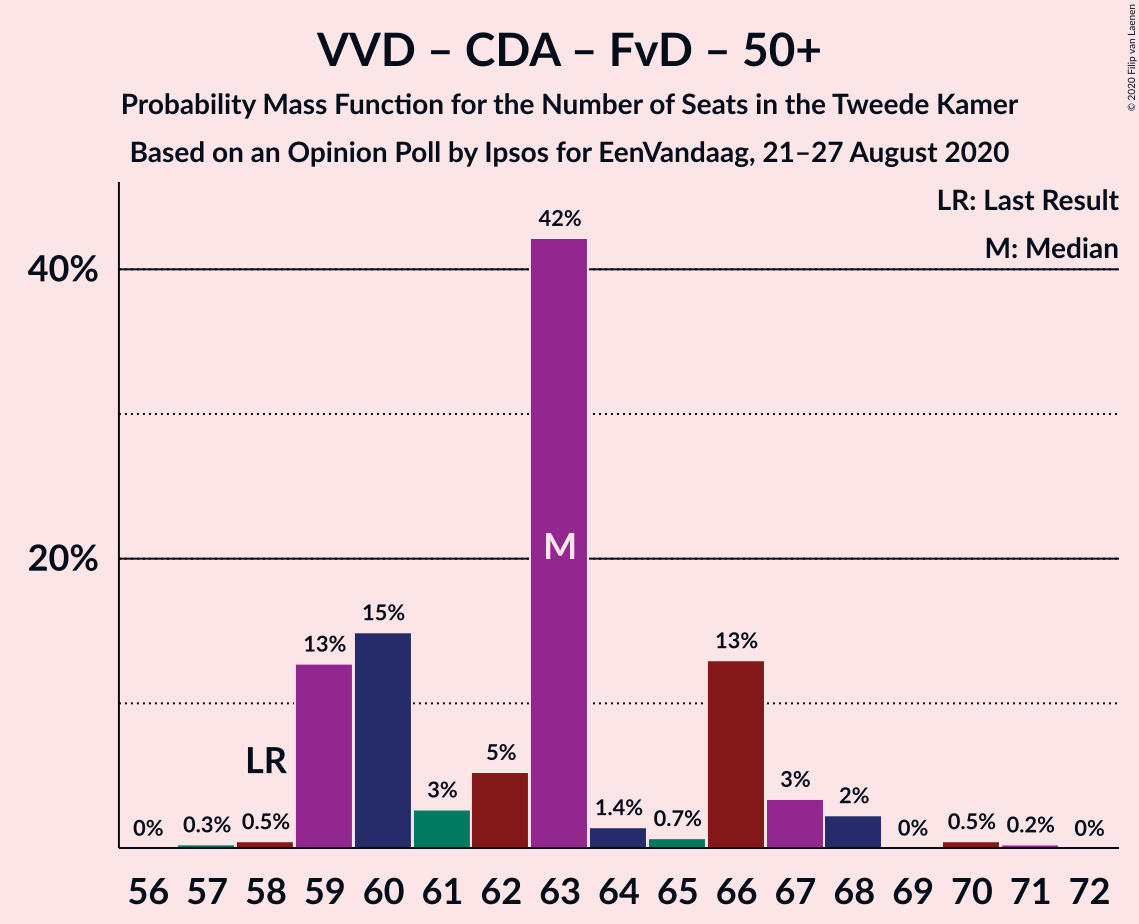 VVD – CDA – FvD – 50+
Probability Mass Function for the Number of Seats in the Tweede Kamer
Based on an Opinion Poll by Ipsos for EenVandaag, 21–27 August 2020
© 2020 Filip van Laenen
LR: Last Result
M: Median
40%
20%
0%
0.3%
0.5%
13%
15%
3%
5%
42%
1.4%
0.7%
13%
3%
2%
0%
0.5%
0.2%
0%
LR
M
56 57 58 59 60 61 62 63 64 65 66 67 68 69 70 71 72